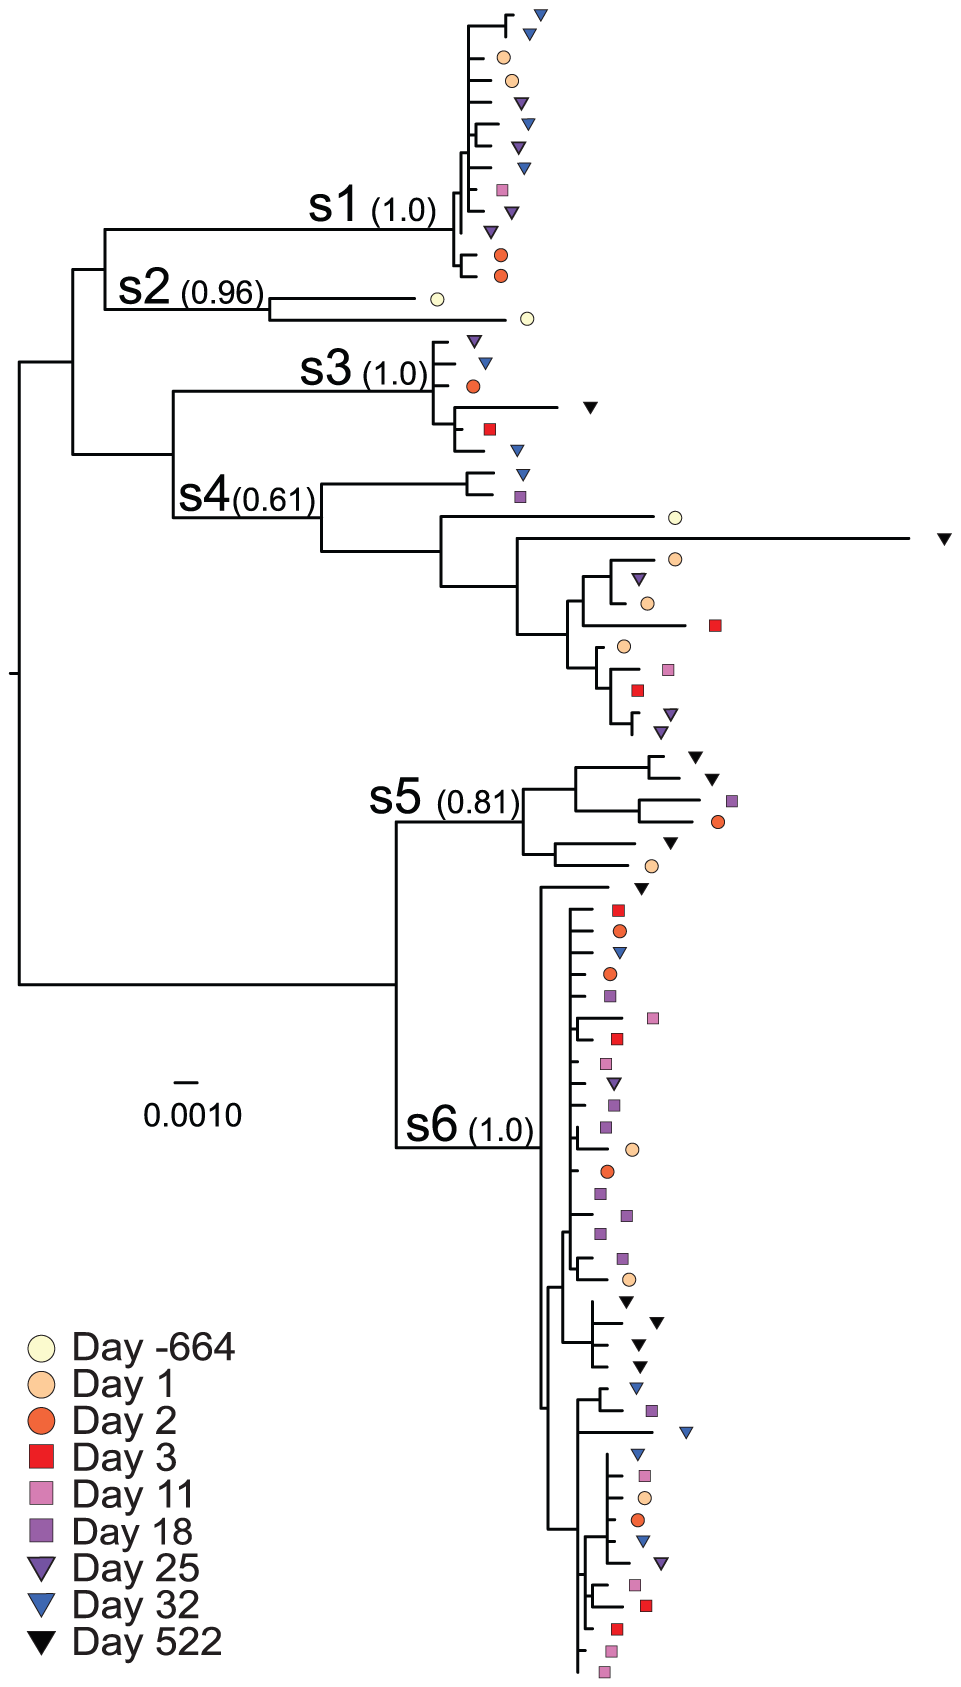 s1 (1.0)
s2 (0.96)
s3 (1.0)
s4(0.61)
s5 (0.81)
s6 (1.0)
0.0010
Day -664
Day 1
Day 2
Day 3
Day 11
Day 18
Day 25
Day 32
Day 522